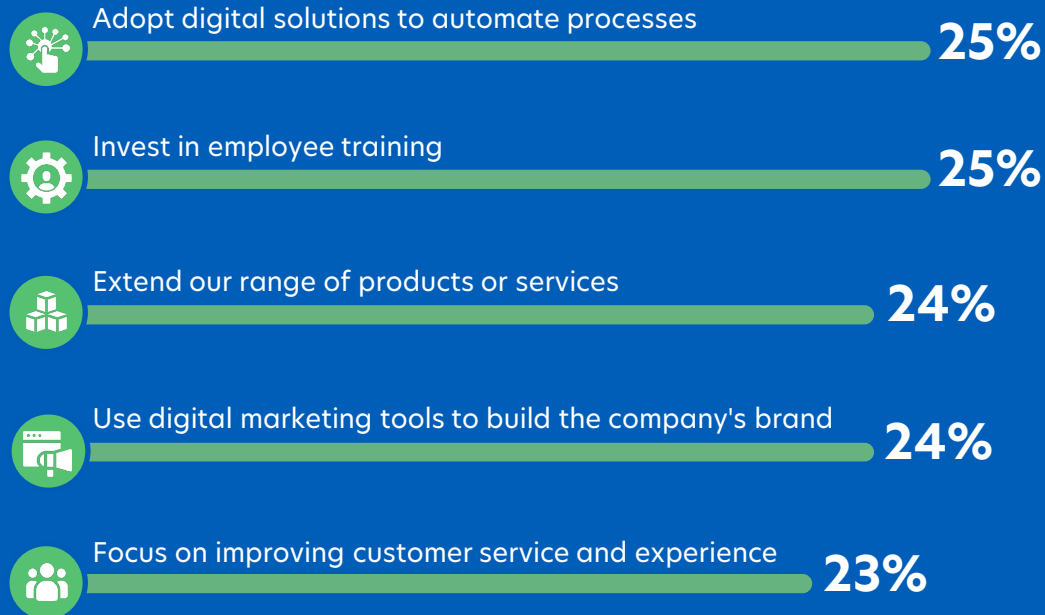 Adopt digital solutions to automate processes
25%
Invest in employee training
25%
Extend our range of products or services
24%
Use digital marketing tools to build the company's brand
24%
Focus on improving customer service and experience
23%